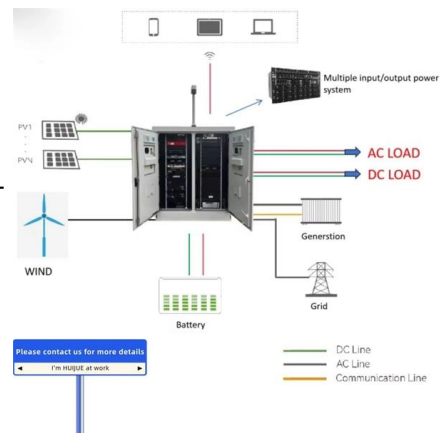 Multiple input/output power
system
PV1
PVN
AC LOAD
DC LOAD
WIND
Generstion
Grid
Battery
Please contact us for more details
I'm HUIJUE at work
DC Line
AC Line
Communication Line